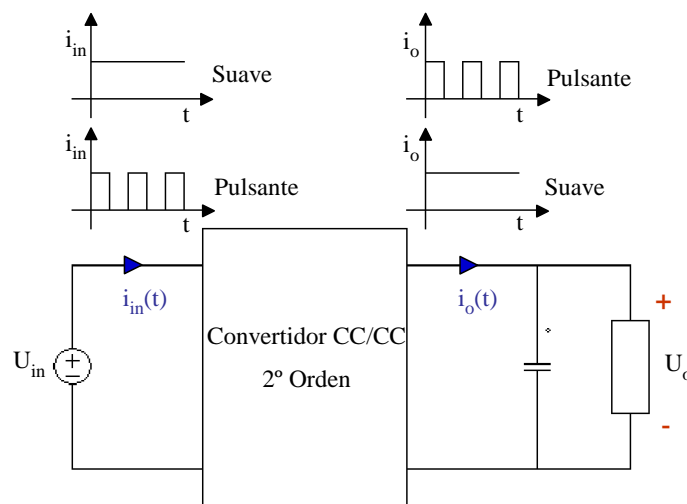 i_in
Suave
t
i_o
Pulsante
t
i_in
Pulsante
t
i_o
Suave
t
i_in(t)
i_o(t)
U_in
+
−
Convertidor CC/CC
2º Orden
+
U_o
-